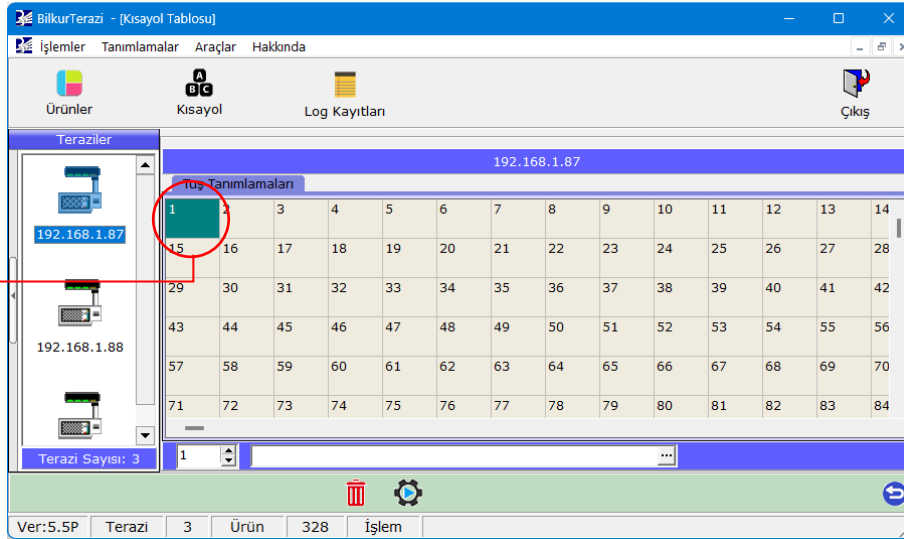 BilkurTerazi - [Kısayol Tablosu]
İşlemler Tanımlamalar Araçlar Hakkında
Ürünler Kısayol Log Kayıtları Çıkış
Teraziler
192.168.1.87
Tuş Tanımlamaları
1 2 3 4 5 6 7 8 9 10 11 12 13 14
192.168.1.87
15 16 17 18 19 20 21 22 23 24 25 26 27 28
29 30 31 32 33 34 35 36 37 38 39 40 41 42
43 44 45 46 47 48 49 50 51 52 53 54 55 56
192.168.1.88
57 58 59 60 61 62 63 64 65 66 67 68 69 70
71 72 73 74 75 76 77 78 79 80 81 82 83 84
Terazi Sayısı: 3
1 ...
Ver:5.5P Terazi 3 Ürün 328 İşlem